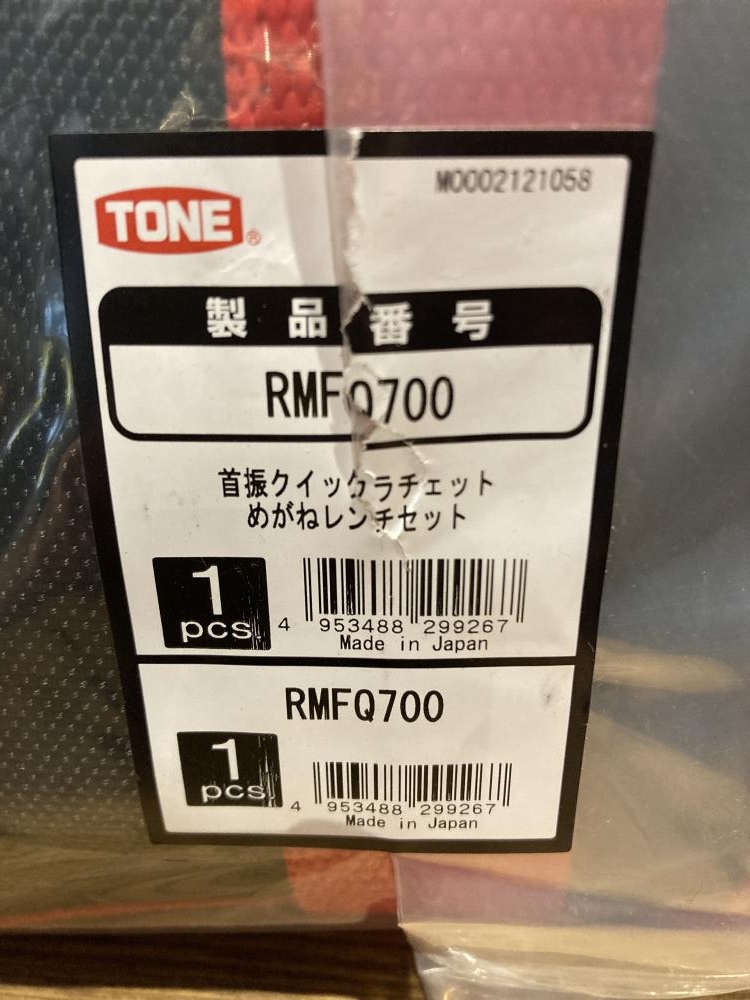 M0002121058
TONE®
製品番号
RMFQ700
首振クイックラチェット
めがねレンチセット
1
pcs
4 953488 299267
Made in Japan
RMFQ700
1
pcs
4 953488 299267
Made in Japan